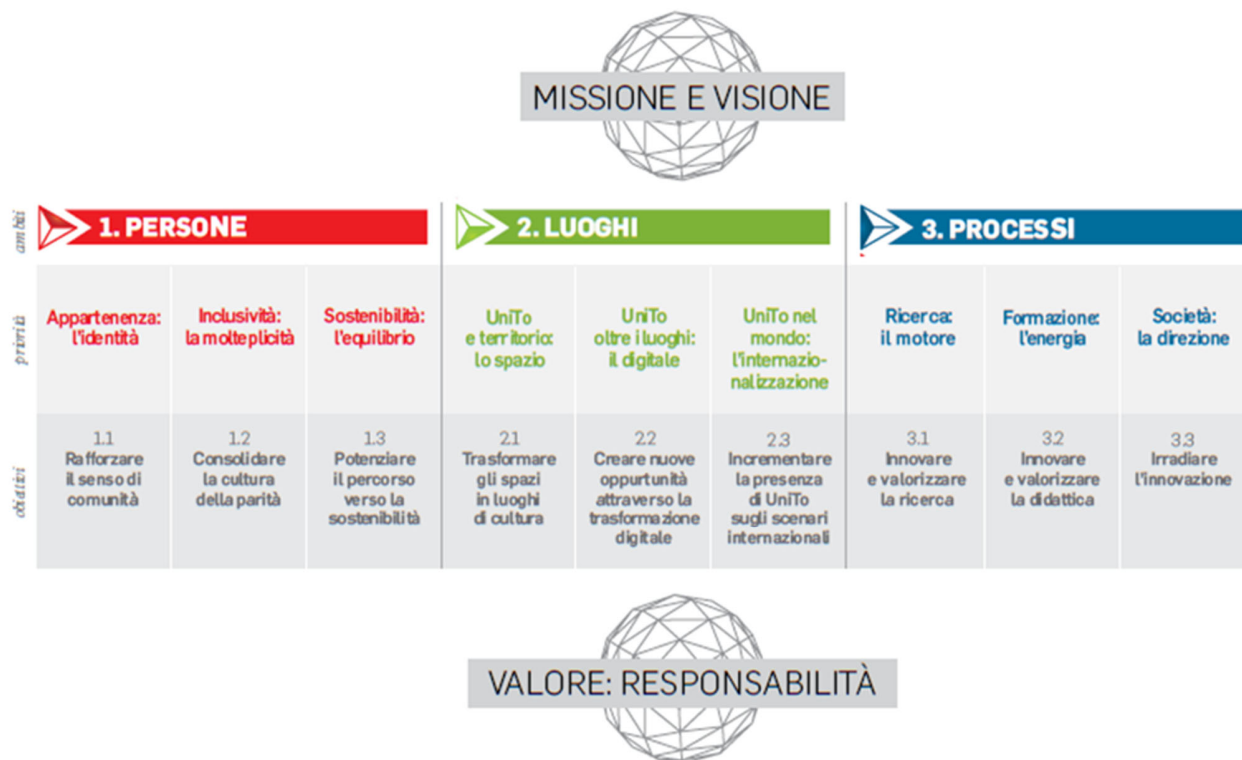 MISSIONE E VISIONE
ambiti
1. PERSONE
2. LUOGHI
3. PROCESSI
priorità
Appartenenza:
l'identità
Inclusività:
la molteplicità
Sostenibilità:
l'equilibrio
UniTo
e territorio:
lo spazio
UniTo
oltre i luoghi:
il digitale
UniTo nel
mondo:
l'internazio-
nalizzazione
Ricerca:
il motore
Formazione:
l'energia
Società:
la direzione
obiettivi
1.1
Rafforzare
il senso di
comunità
1.2
Consolidare
la cultura
della parità
1.3
Potenziare
il percorso
verso la
sostenibilità
2.1
Trasformare
gli spazi
in luoghi
di cultura
2.2
Creare nuove
oppurtunità
attraverso la
trasformazione
digitale
2.3
Incrementare
la presenza
di UniTo
sugli scenari
internazionali
3.1
Innovare
e valorizzare
la ricerca
3.2
Innovare
e valorizzare
la didattica
3.3
Irradiare
l'innovazione
VALORE: RESPONSABILITÀ